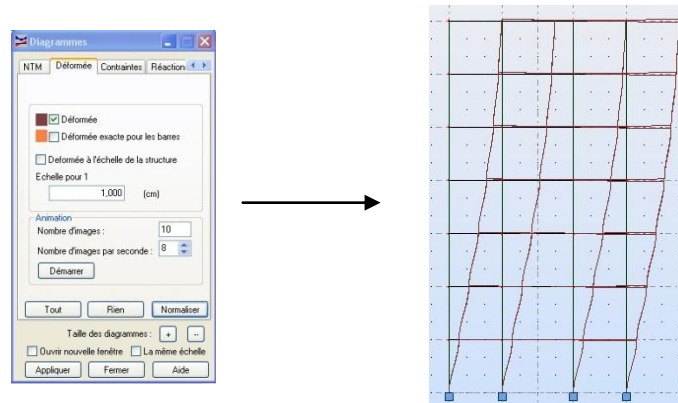 Diagrammes
NTM Déformée Contraintes Réaction
Déformée
Déformée exacte pour les barres
Deformée à l'échelle de la structure
Echelle pour 1
1,000 (cm)
Animation
Nombre d'images : 10
Nombre d'images par seconde : 8
Démarrer
Tout Rien Normaliser
Taille des diagrammes : + --
Ouvrir nouvelle fenêtre La même échelle
Appliquer Fermer Aide